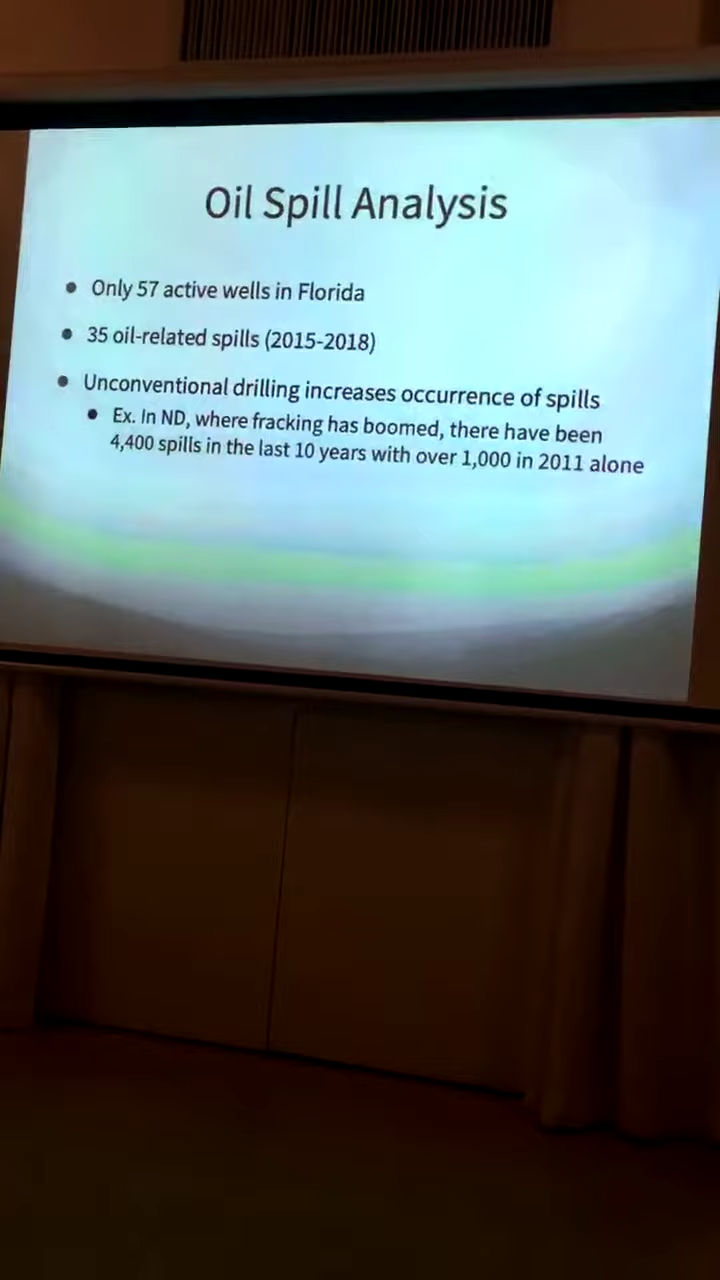 Oil Spill Analysis
• Only 57 active wells in Florida
• 35 oil-related spills (2015-2018)
• Unconventional drilling increases occurrence of spills
• Ex. In ND, where fracking has boomed, there have been
4,400 spills in the last 10 years with over 1,000 in 2011 alone